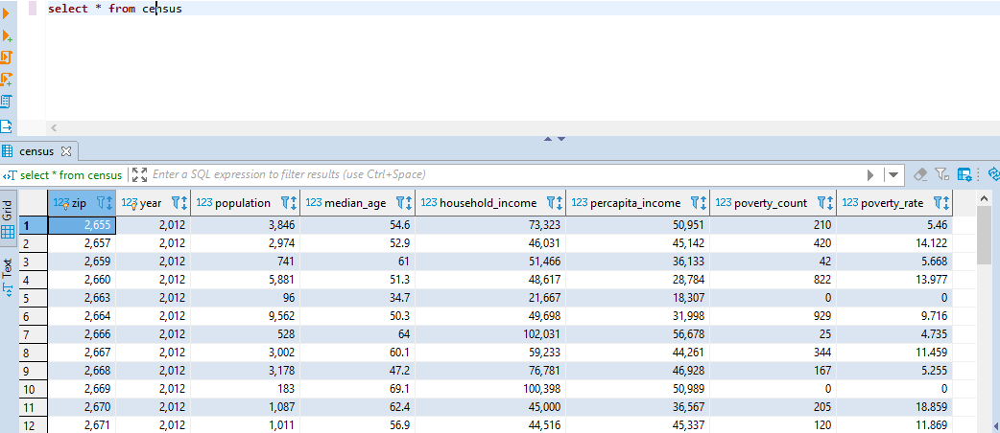 select * from census
census
select * from census Enter a SQL expression to filter results (use Ctrl+Space)
Grid
Text
123 zip 123 year 123 population 123 median_age 123 household_income 123 percapita_income 123 poverty_count 123 poverty_rate
1 2,655 2,012 3,846 54.6 73,323 50,951 210 5.46
2 2,657 2,012 2,974 52.9 46,031 45,142 420 14.122
3 2,659 2,012 741 61 51,466 36,133 42 5.668
4 2,660 2,012 5,881 51.3 48,617 28,784 822 13.977
5 2,663 2,012 96 34.7 21,667 18,307 0 0
6 2,664 2,012 9,562 50.3 49,698 31,998 929 9.716
7 2,666 2,012 528 64 102,031 56,678 25 4.735
8 2,667 2,012 3,002 60.1 59,233 44,261 344 11.459
9 2,668 2,012 3,178 47.2 76,781 46,928 167 5.255
10 2,669 2,012 183 69.1 100,398 50,989 0 0
11 2,670 2,012 1,087 62.4 45,000 36,567 205 18.859
12 2,671 2,012 1,011 56.9 44,516 45,337 120 11.869